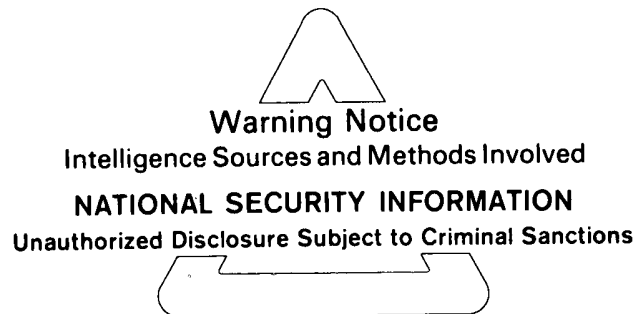 Warning Notice
Intelligence Sources and Methods Involved
NATIONAL SECURITY INFORMATION
Unauthorized Disclosure Subject to Criminal Sanctions